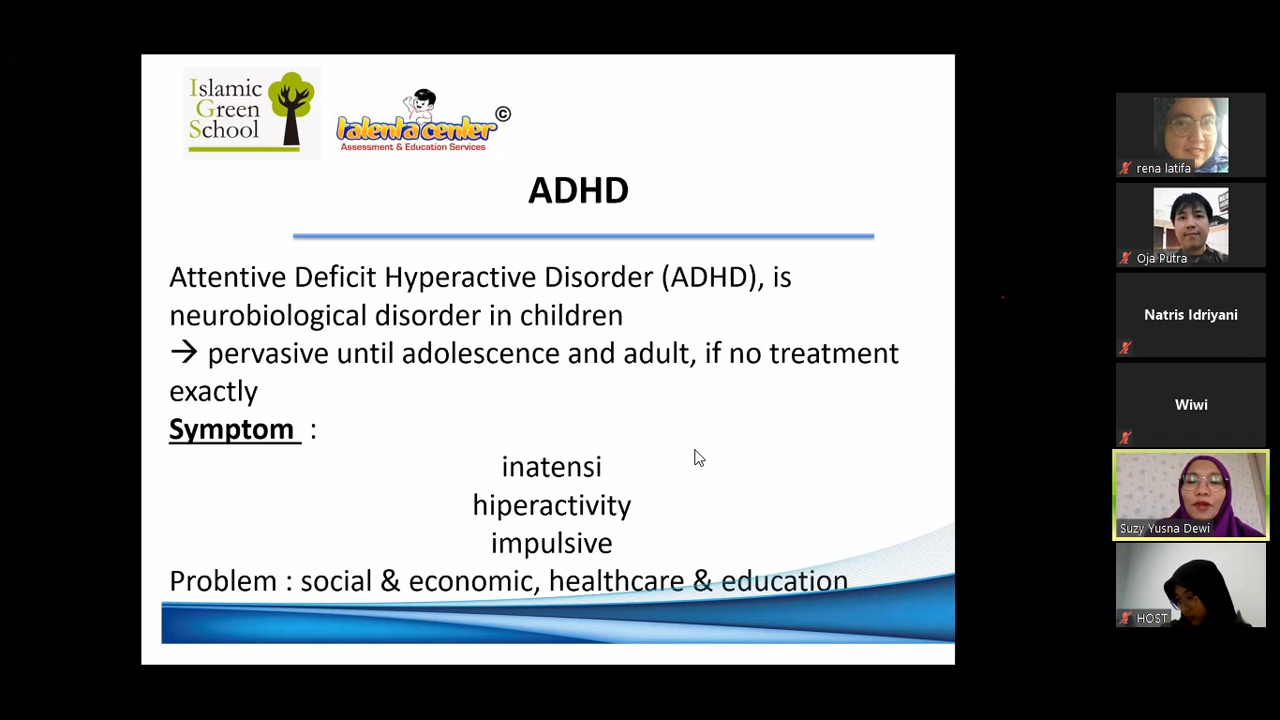 Islamic
Green
School
talenta center
©
Assessment & Education Services
ADHD
Attentive Deficit Hyperactive Disorder (ADHD), is
neurobiological disorder in children
→ pervasive until adolescence and adult, if no treatment
exactly
Symptom :
inatensi
hiperactivity
impulsive
Problem : social & economic, healthcare & education
rena latifa
Oja Putra
Natris Idriyani
Wiwi
Suzy Yusna Dewi
HOST